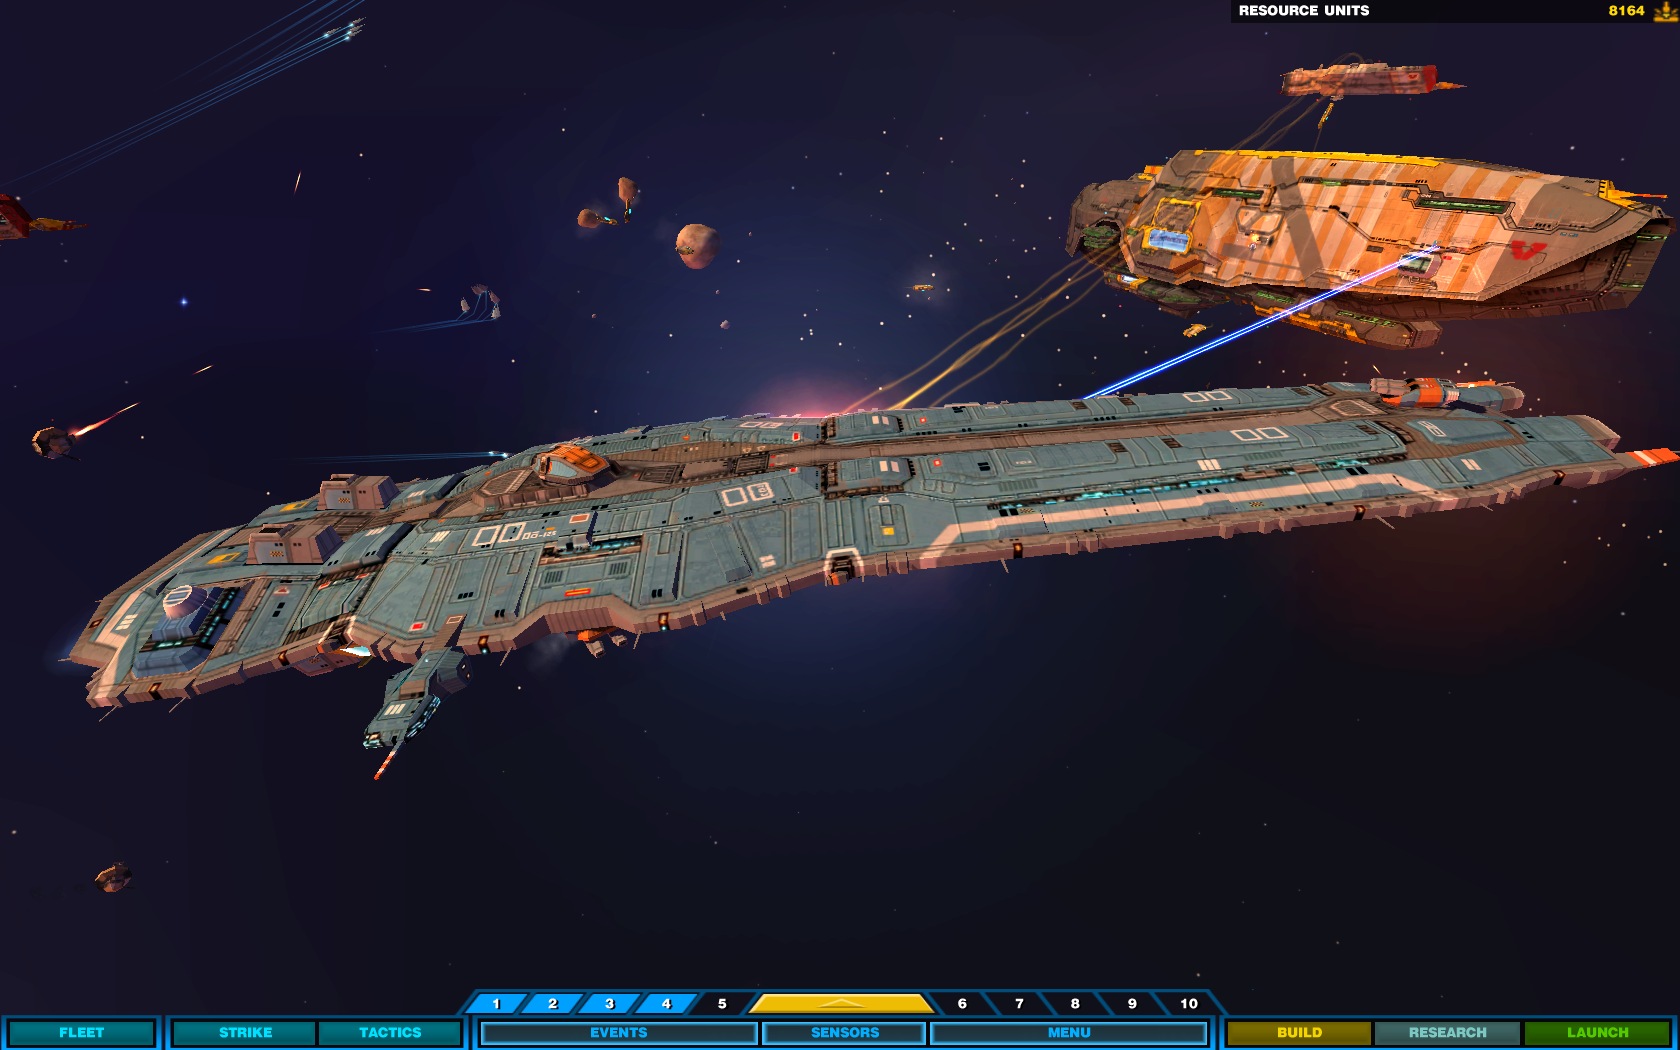 RESOURCE UNITS 8164
1 2 3 4 5 6 7 8 9 10
FLEET STRIKE TACTICS EVENTS SENSORS MENU BUILD RESEARCH LAUNCH